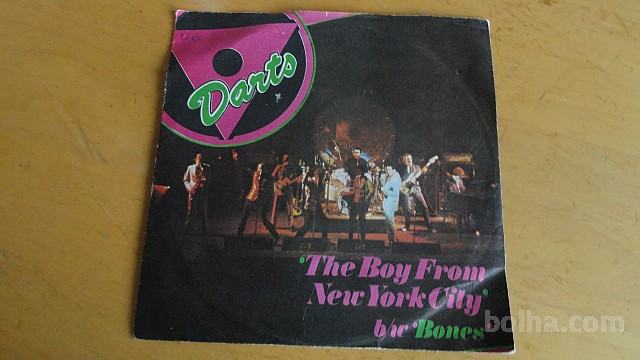 Darts
'The Boy From
New York City'
b/w 'Bones'
bolha.com